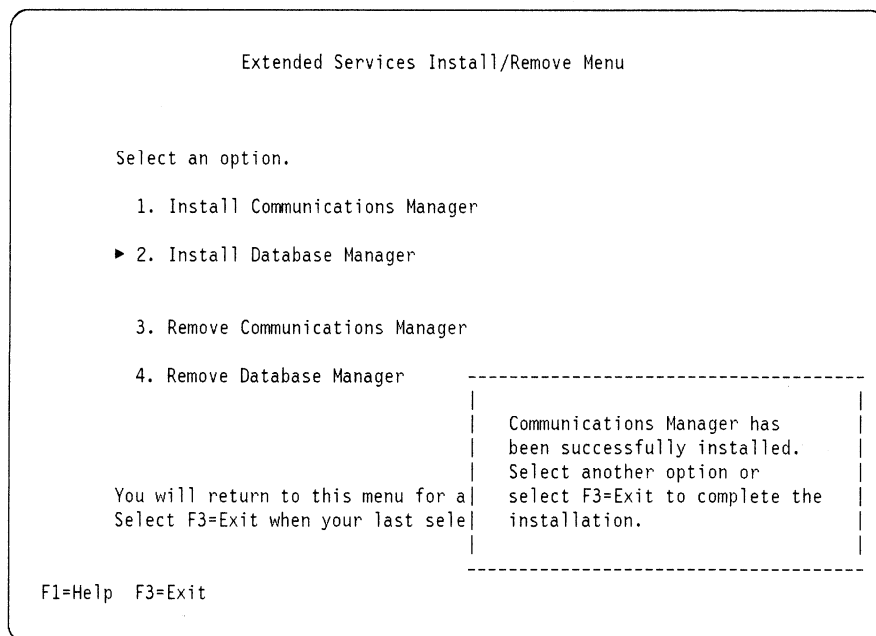 Extended Services Install/Remove Menu
Select an option.
1. Install Communications Manager
► 2. Install Database Manager
3. Remove Communications Manager
4. Remove Database Manager
You will return to this menu for a
Select F3=Exit when your last sele
Communications Manager has
been successfully installed.
Select another option or
select F3=Exit to complete the
installation.
F1=Help F3=Exit